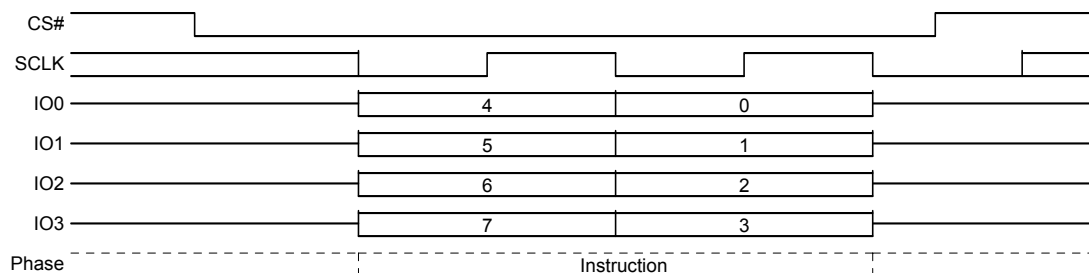 CS#
SCLK
IO0 4 0
IO1 5 1
IO2 6 2
IO3 7 3
Phase Instruction